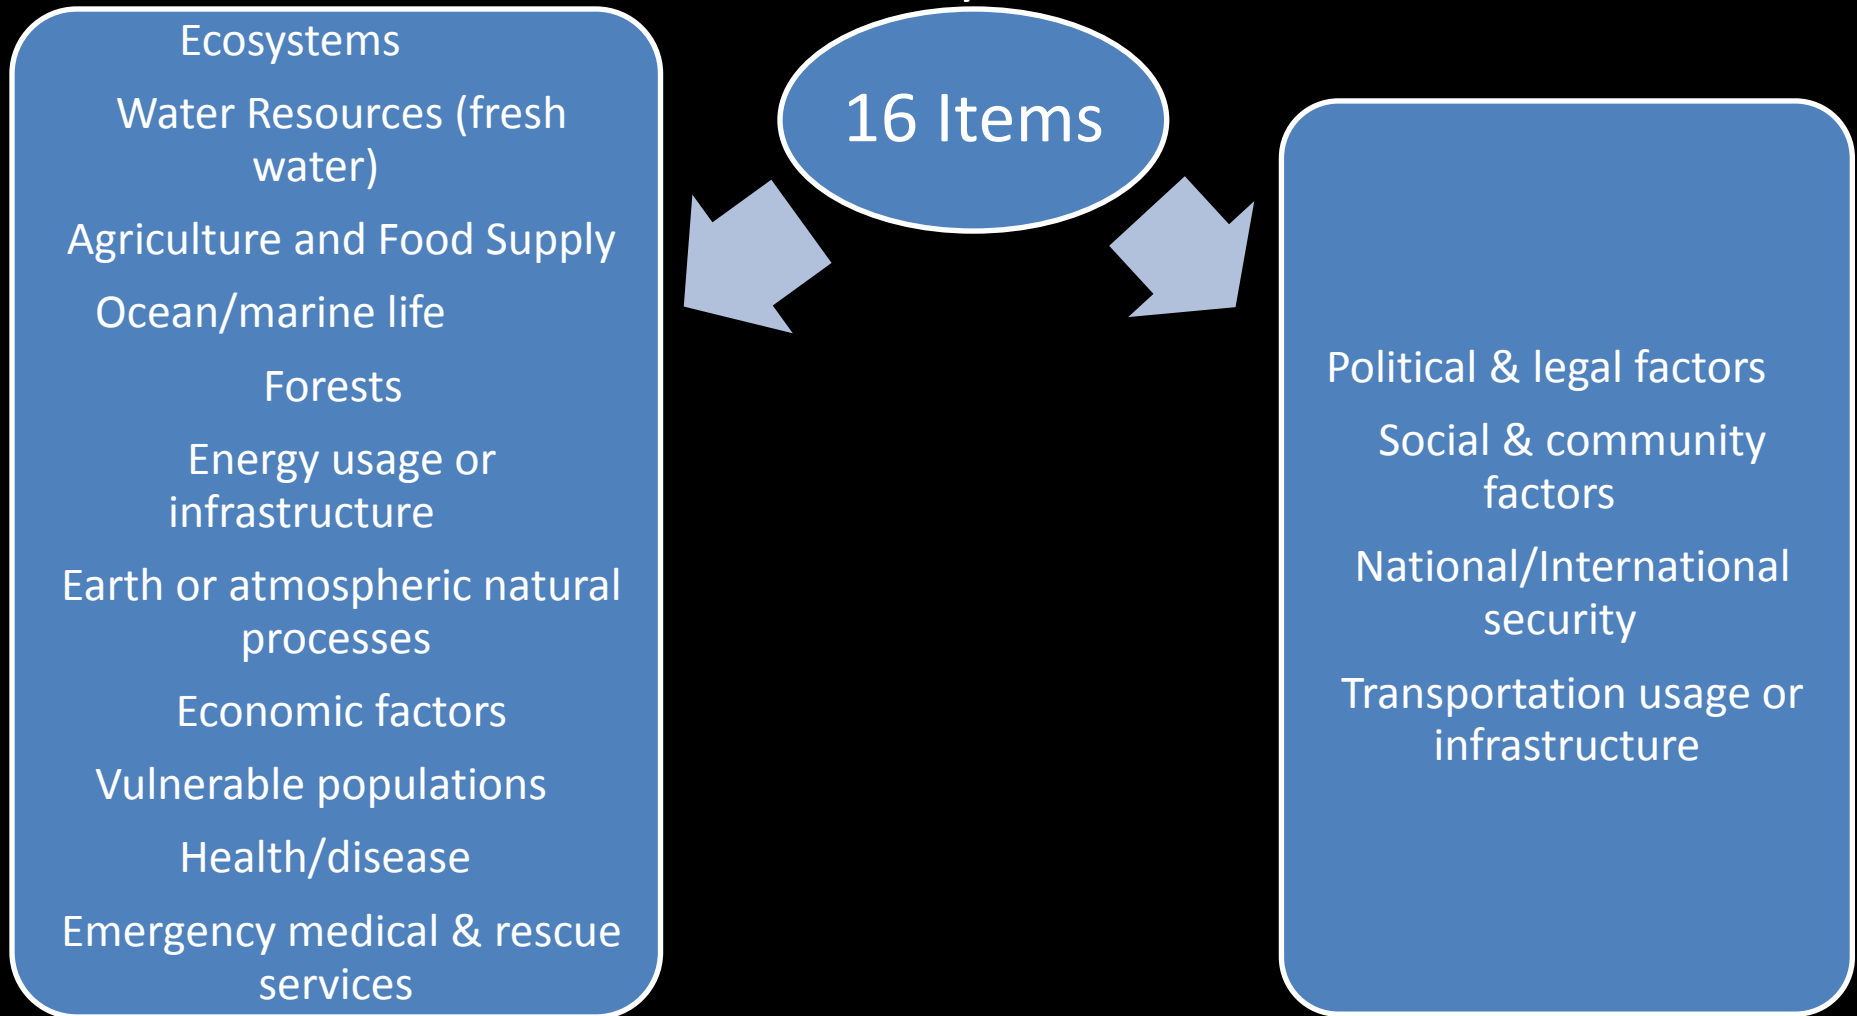 16 Items
Ecosystems
Water Resources (fresh
water)
Agriculture and Food Supply
Ocean/marine life
Forests
Energy usage or
infrastructure
Earth or atmospheric natural
processes
Economic factors
Vulnerable populations
Health/disease
Emergency medical & rescue
services
Political & legal factors
Social & community
factors
National/International
security
Transportation usage or
infrastructure